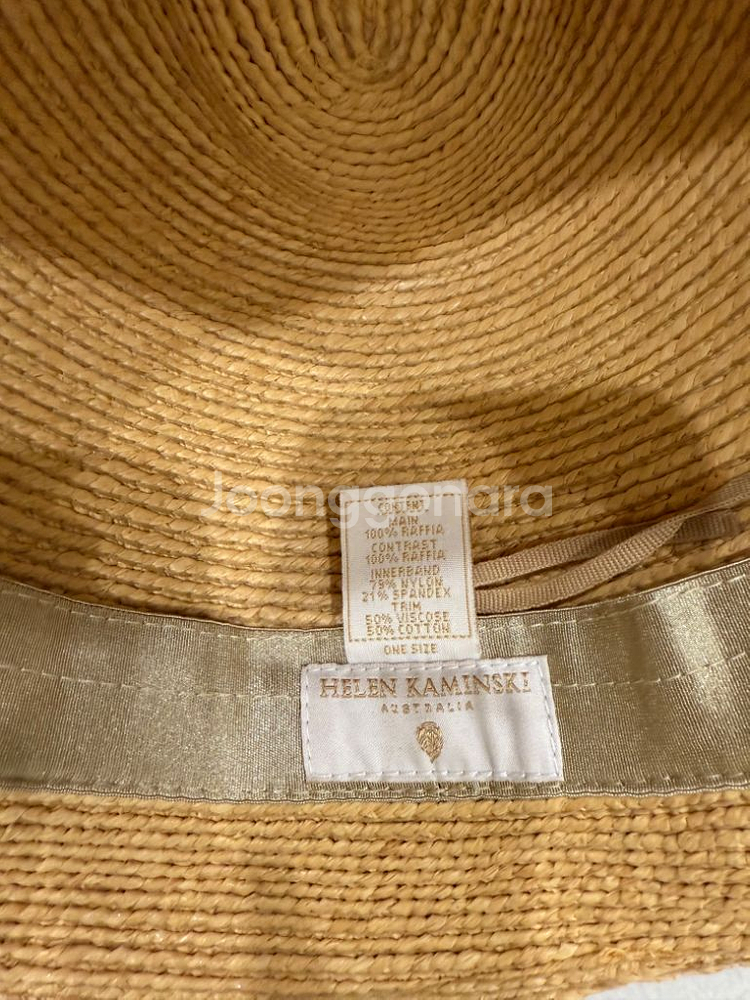 Joonggonara
CONTENT:
MAIN
100% RAFFIA
CONTRAST
100% RAFFIA
INNERBAND
79% NYLON
21% SPANDEX
TRIM
50% VISCOSE
50% COTTON
ONE SIZE
HELEN KAMINSKI
AUSTRALIA